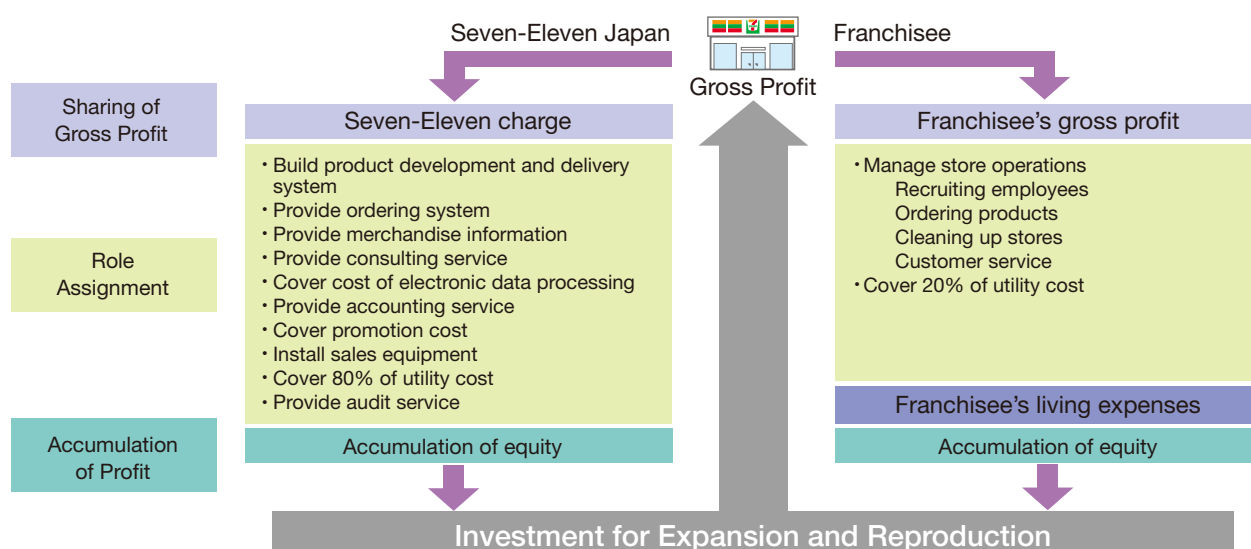 Seven-Eleven Japan
Franchisee
Gross Profit
Sharing of
Gross Profit
Seven-Eleven charge
Franchisee's gross profit
Role
Assignment
・Build product development and delivery
system
・Provide ordering system
・Provide merchandise information
・Provide consulting service
・Cover cost of electronic data processing
・Provide accounting service
・Cover promotion cost
・Install sales equipment
・Cover 80% of utility cost
・Provide audit service
・Manage store operations
Recruiting employees
Ordering products
Cleaning up stores
Customer service
・Cover 20% of utility cost
Franchisee's living expenses
Accumulation
of Profit
Accumulation of equity
Accumulation of equity
Investment for Expansion and Reproduction